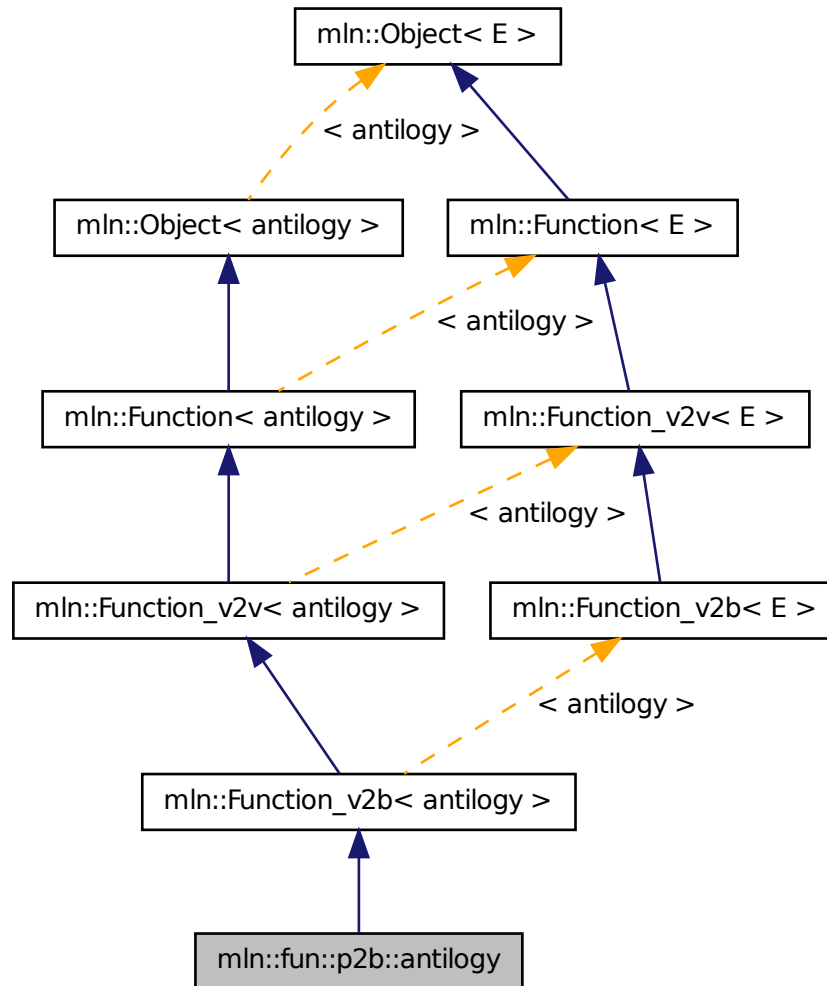 mln::Object< E >
< antilogy >
mln::Object< antilogy >
mln::Function< E >
< antilogy >
mln::Function< antilogy >
mln::Function_v2v< E >
< antilogy >
mln::Function_v2v< antilogy >
mln::Function_v2b< E >
< antilogy >
mln::Function_v2b< antilogy >
mln::fun::p2b::antilogy